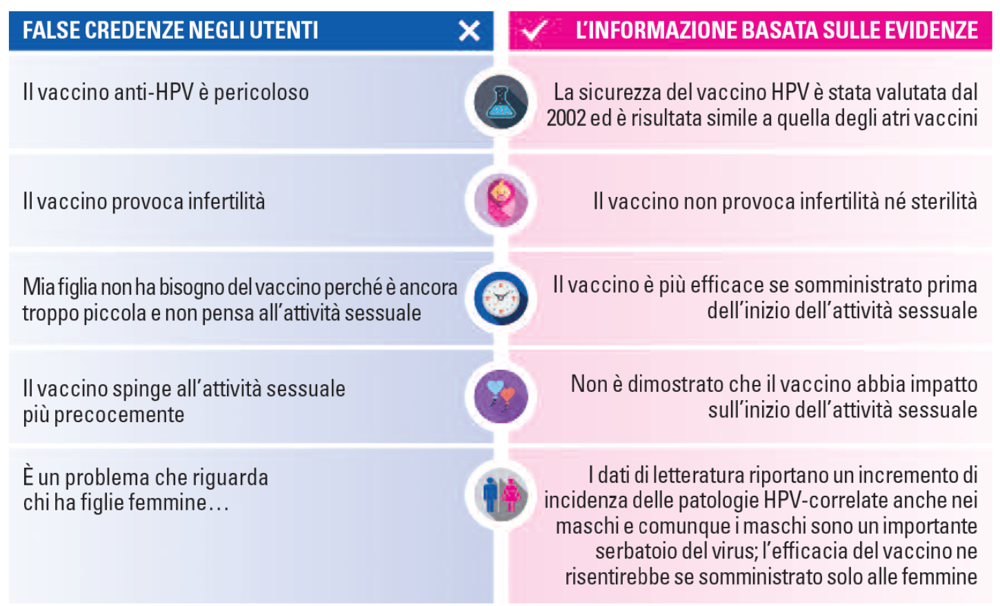 FALSE CREDENZE NEGLI UTENTI
L'INFORMAZIONE BASATA SULLE EVIDENZE
Il vaccino anti-HPV è pericoloso
La sicurezza del vaccino HPV è stata valutata dal
2002 ed è risultata simile a quella degli atri vaccini
Il vaccino provoca infertilità
Il vaccino non provoca infertilità né sterilità
Mia figlia non ha bisogno del vaccino perché è ancora
troppo piccola e non pensa all'attività sessuale
Il vaccino è più efficace se somministrato prima
dell'inizio dell'attività sessuale
Il vaccino spinge all'attività sessuale
più precocemente
Non è dimostrato che il vaccino abbia impatto
sull'inizio dell'attività sessuale
È un problema che riguarda
chi ha figlie femmine...
I dati di letteratura riportano un incremento di
incidenza delle patologie HPV-correlate anche nei
maschi e comunque i maschi sono un importante
serbatoio del virus; l'efficacia del vaccino ne
risentirebbe se somministrato solo alle femmine